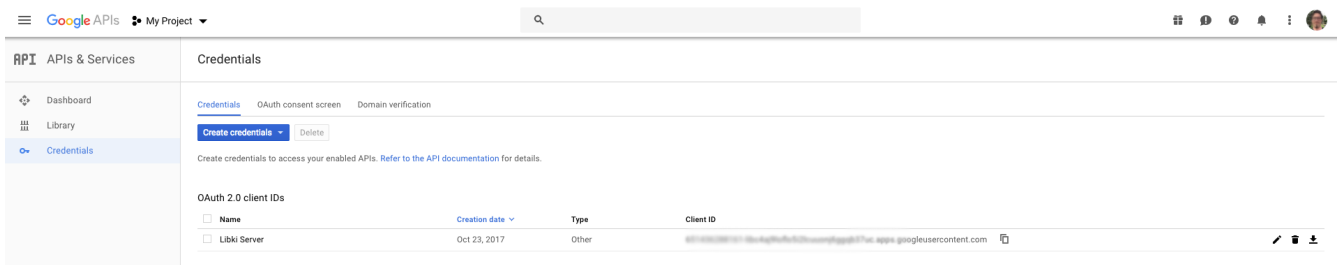 Google APIs My Project
API APIs & Services
Credentials
Dashboard
Library
Credentials
Credentials OAuth consent screen Domain verification
Create credentials Delete
Create credentials to access your enabled APIs. Refer to the API documentation for details.
OAuth 2.0 client IDs
Name Creation date Type Client ID
Libki Server Oct 23, 2017 Other .apps.googleusercontent.com